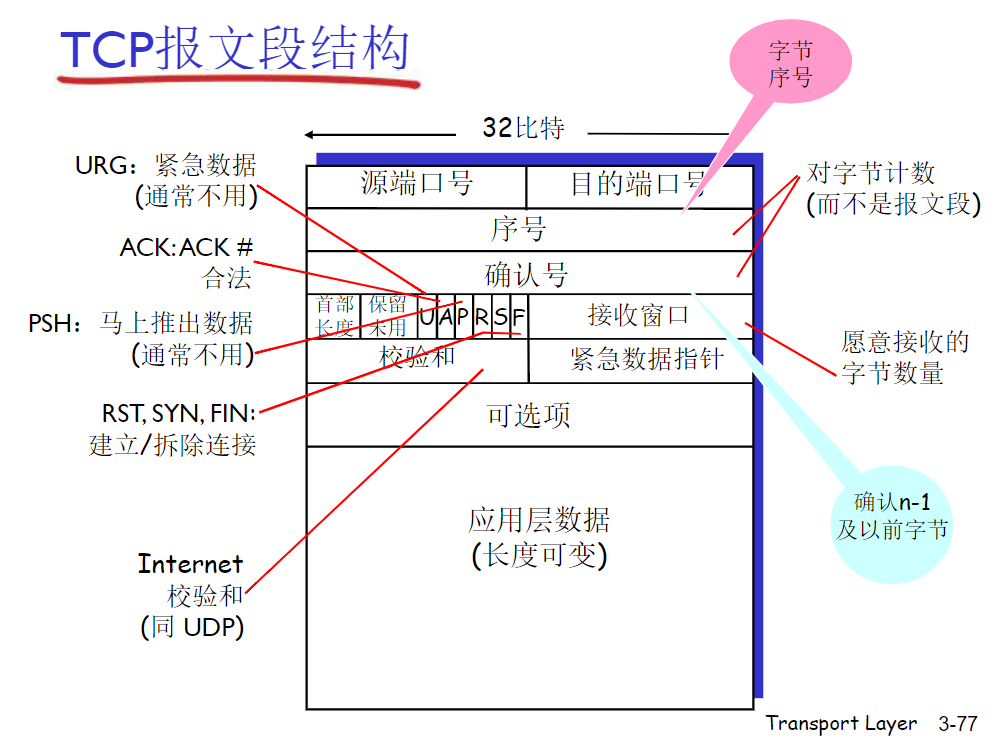 TCP报文段结构
字节
序号
32比特
URG：紧急数据
(通常不用)
源端口号
目的端口号
对字节计数
(而不是报文段)
序号
ACK:ACK #
合法
确认号
首部
长度
保留
未用
U A P R S F
接收窗口
PSH：马上推出数据
(通常不用)
愿意接收的
字节数量
校验和
紧急数据指针
RST, SYN, FIN:
建立/拆除连接
可选项
确认n-1
及以前字节
应用层数据
(长度可变)
Internet
校验和
(同 UDP)
Transport Layer 3-77